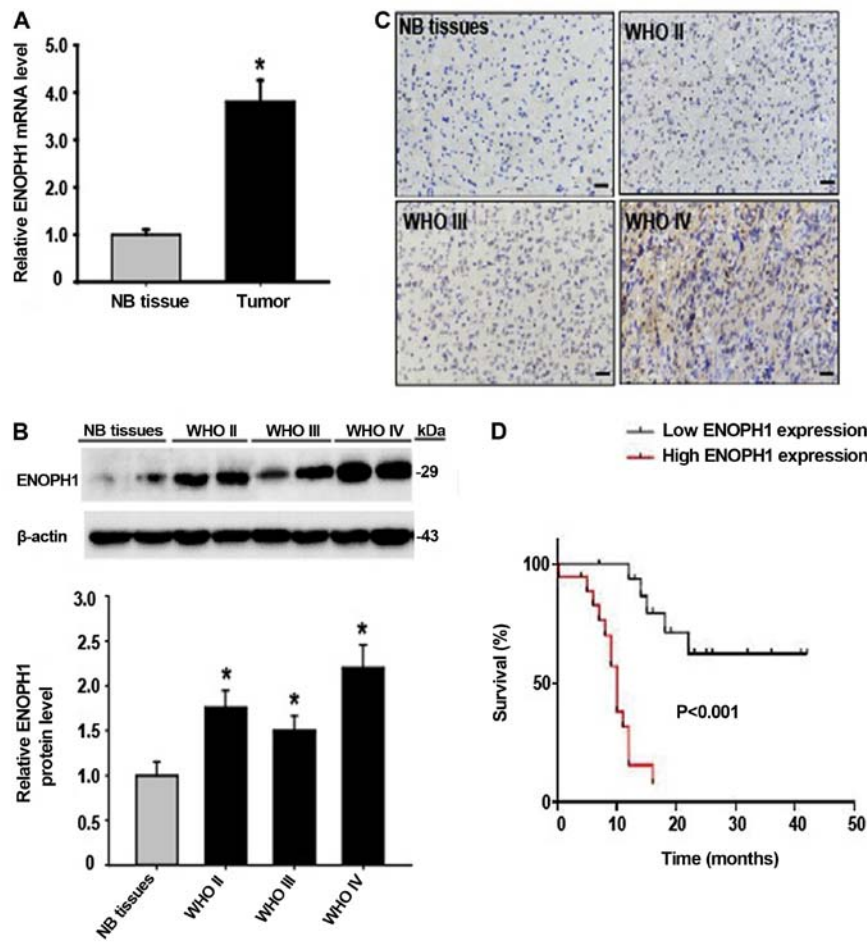 A
Relative ENOPH1 mRNA level
5.0
4.0
3.0
2.0
1.0
0
*
NB tissue
Tumor
B
NB tissues
WHO II
WHO III
WHO IV
kDa
ENOPH1
-29
β-actin
-43
Relative ENOPH1
protein level
3.0
2.5
2.0
1.5
1.0
0.5
0
*
*
*
NB tissues
WHO II
WHO III
WHO IV
C
NB tissues
WHO II
WHO III
WHO IV
D
Low ENOPH1 expression
High ENOPH1 expression
Survival (%)
100
50
0
P<0.001
0
10
20
30
40
50
Time (months)